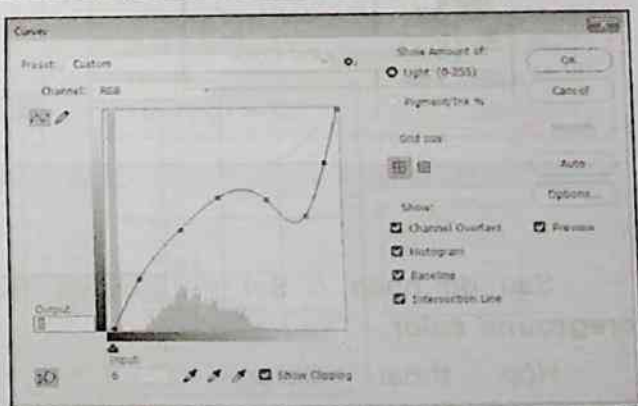 Curves
Preset: Custom
Channel: RGB
Output:
Input:
6
Show Clipping
Show Amount of:
Light (0-255)
Pigment/Ink %
Grid size:
Show:
Channel Overlays
Histogram
Baseline
Intersection Line
OK
Cancel
Auto
Options...
Preview